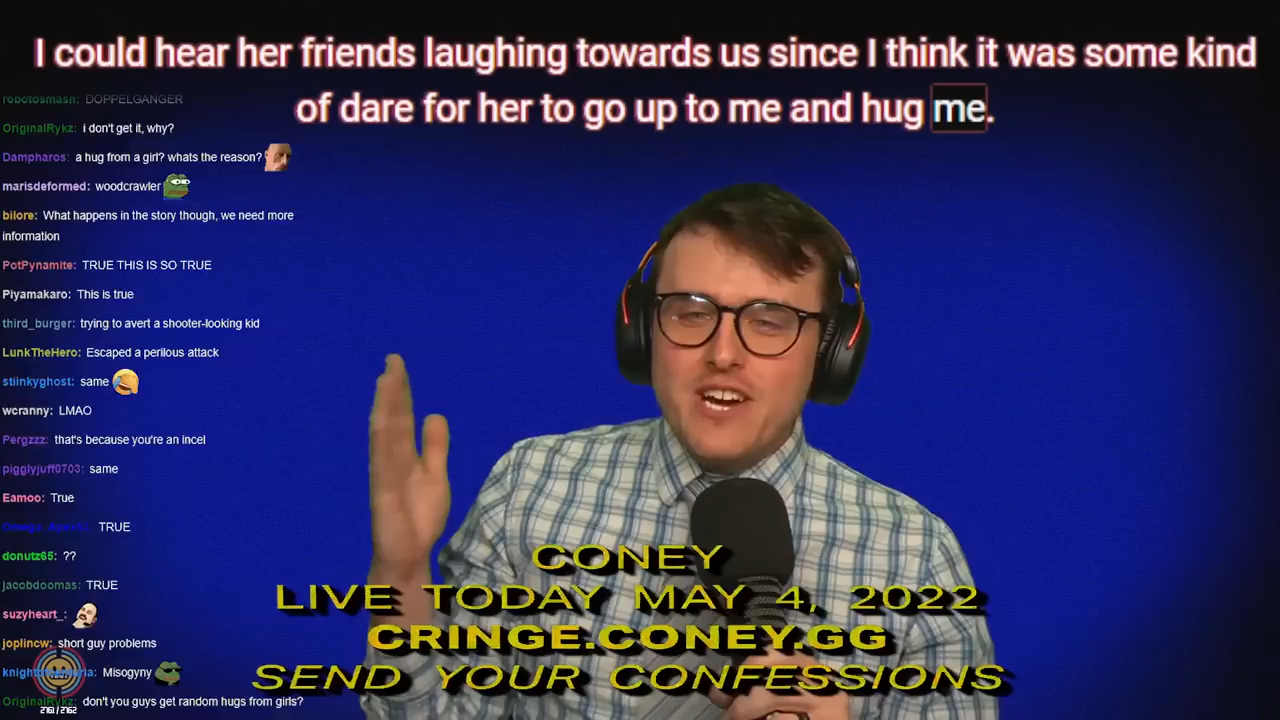 I could hear her friends laughing towards us since I think it was some kind
of dare for her to go up to me and hug me.
robotosmash: DOPPELGANGER
OriginalRykz: i don't get it, why?
Dampharos: a hug from a girl? whats the reason?
marisdeformed: woodcrawler
bilore: What happens in the story though, we need more
information
PotPynamite: TRUE THIS IS SO TRUE
Piyamakaro: This is true
third_burger: trying to avert a shooter-looking kid
LunkTheHero: Escaped a perilous attack
stiinkyghost: same
wcranny: LMAO
Pergzzz: that's because you're an incel
pigglyjuff0703: same
Eamoo: True
TRUE
donutz65: ??
jacobdoomas: TRUE
suzyheart_:
joplincw: short guy problems
Misogyny
OriginalRykz: don't you guys get random hugs from girls?
2161 / 2162
CONEY
LIVE TODAY MAY 4, 2022
CRINGE.CONEY.GG
SEND YOUR CONFESSIONS